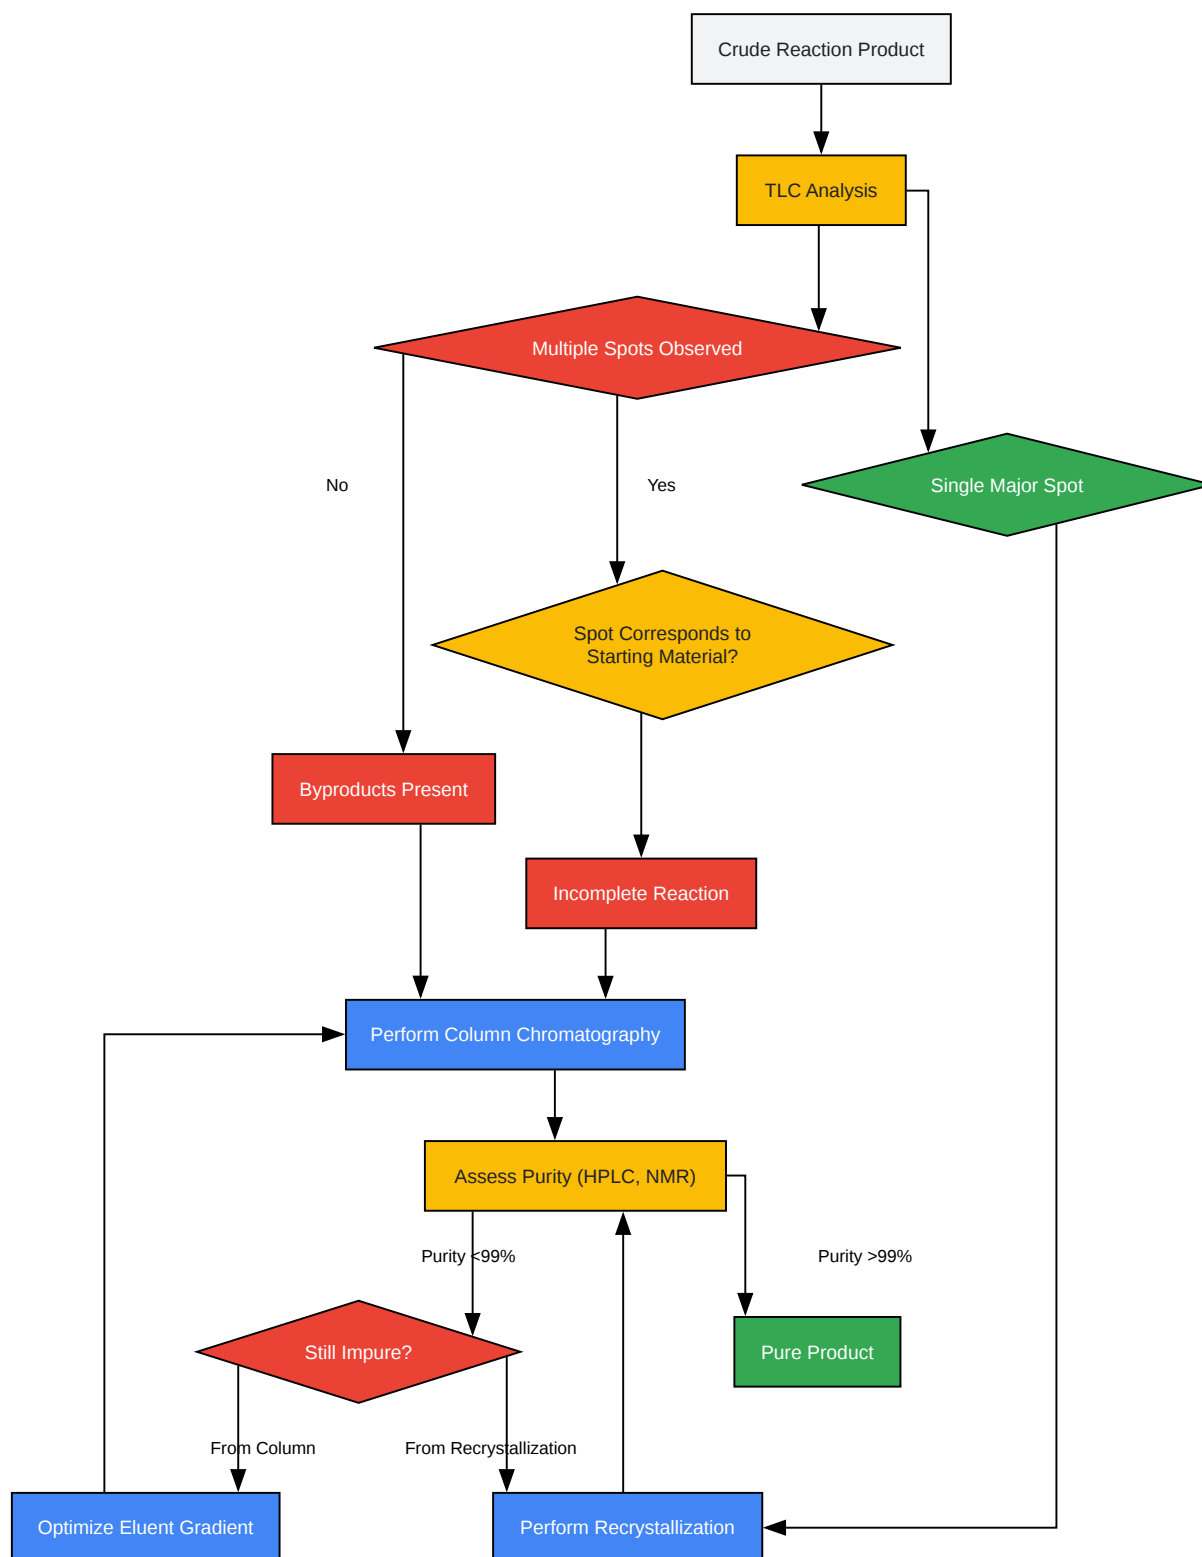 Crude Reaction Product
TLC Analysis
Multiple Spots Observed
No
Yes
Single Major Spot
Spot Corresponds to
Starting Material?
Byproducts Present
Incomplete Reaction
Perform Column Chromatography
Assess Purity (HPLC, NMR)
Purity <99%
Purity >99%
Still Impure?
Pure Product
From Column
From Recrystallization
Optimize Eluent Gradient
Perform Recrystallization